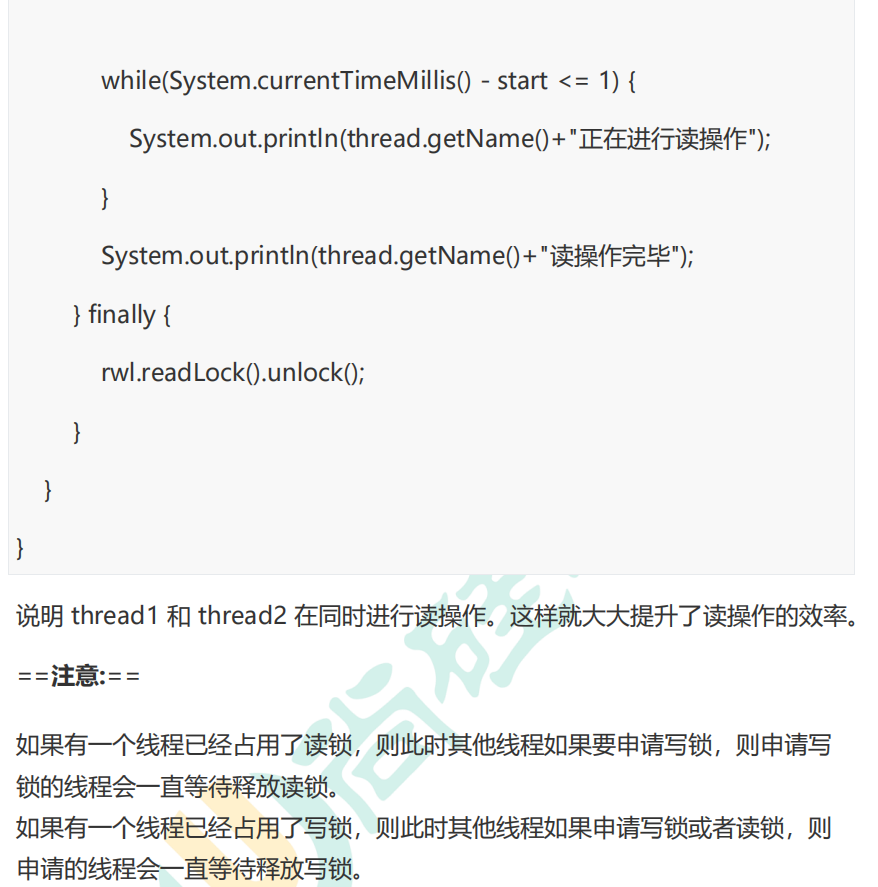 while(System.currentTimeMillis() - start <= 1) {
System.out.println(thread.getName()+"正在进行读操作");
}
System.out.println(thread.getName()+"读操作完毕");
} finally {
rwl.readLock().unlock();
}
}
}
说明 thread1 和 thread2 在同时进行读操作。这样就大大提升了读操作的效率。
==注意:==
如果有一个线程已经占用了读锁，则此时其他线程如果要申请写锁，则申请写
锁的线程会一直等待释放读锁。
如果有一个线程已经占用了写锁，则此时其他线程如果申请写锁或者读锁，则
申请的线程会一直等待释放写锁。
尚硅